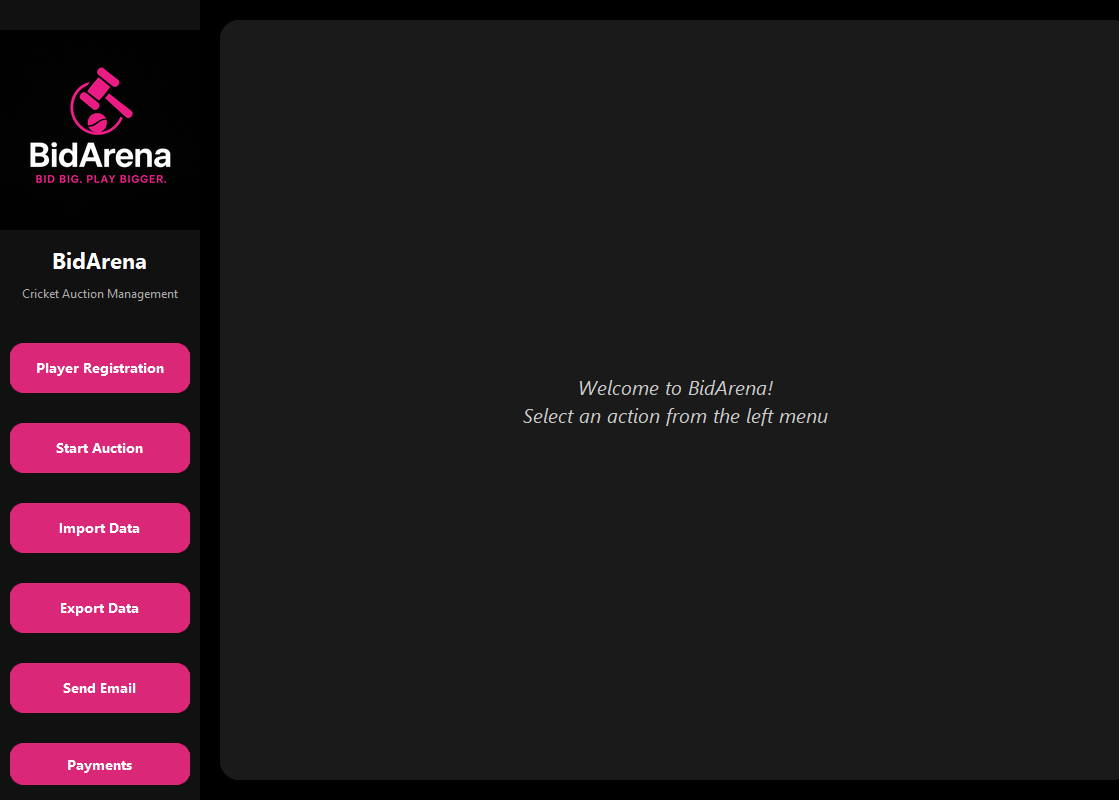 BidArena
BID BIG. PLAY BIGGER.
BidArena
Cricket Auction Management
Player Registration
Start Auction
Import Data
Export Data
Send Email
Payments
Welcome to BidArena!
Select an action from the left menu